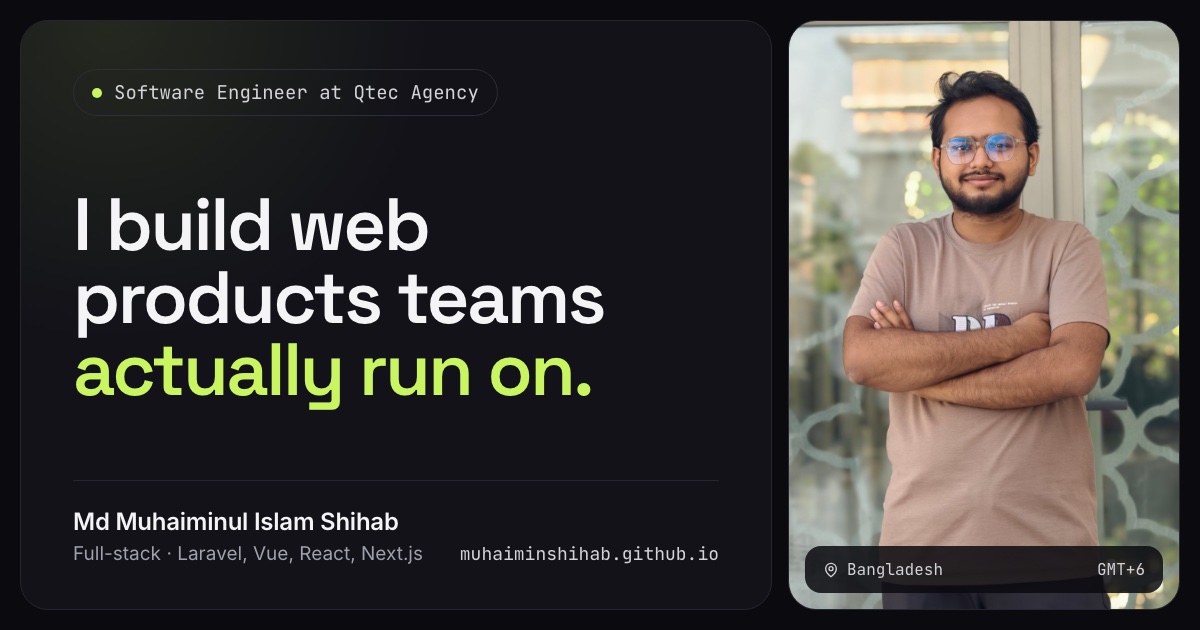 Software Engineer at Qtec Agency
I build web
products teams
actually run on.
Md Muhaiminul Islam Shihab
Full-stack · Laravel, Vue, React, Next.js
muhaiminshihab.github.io
Bangladesh
GMT+6